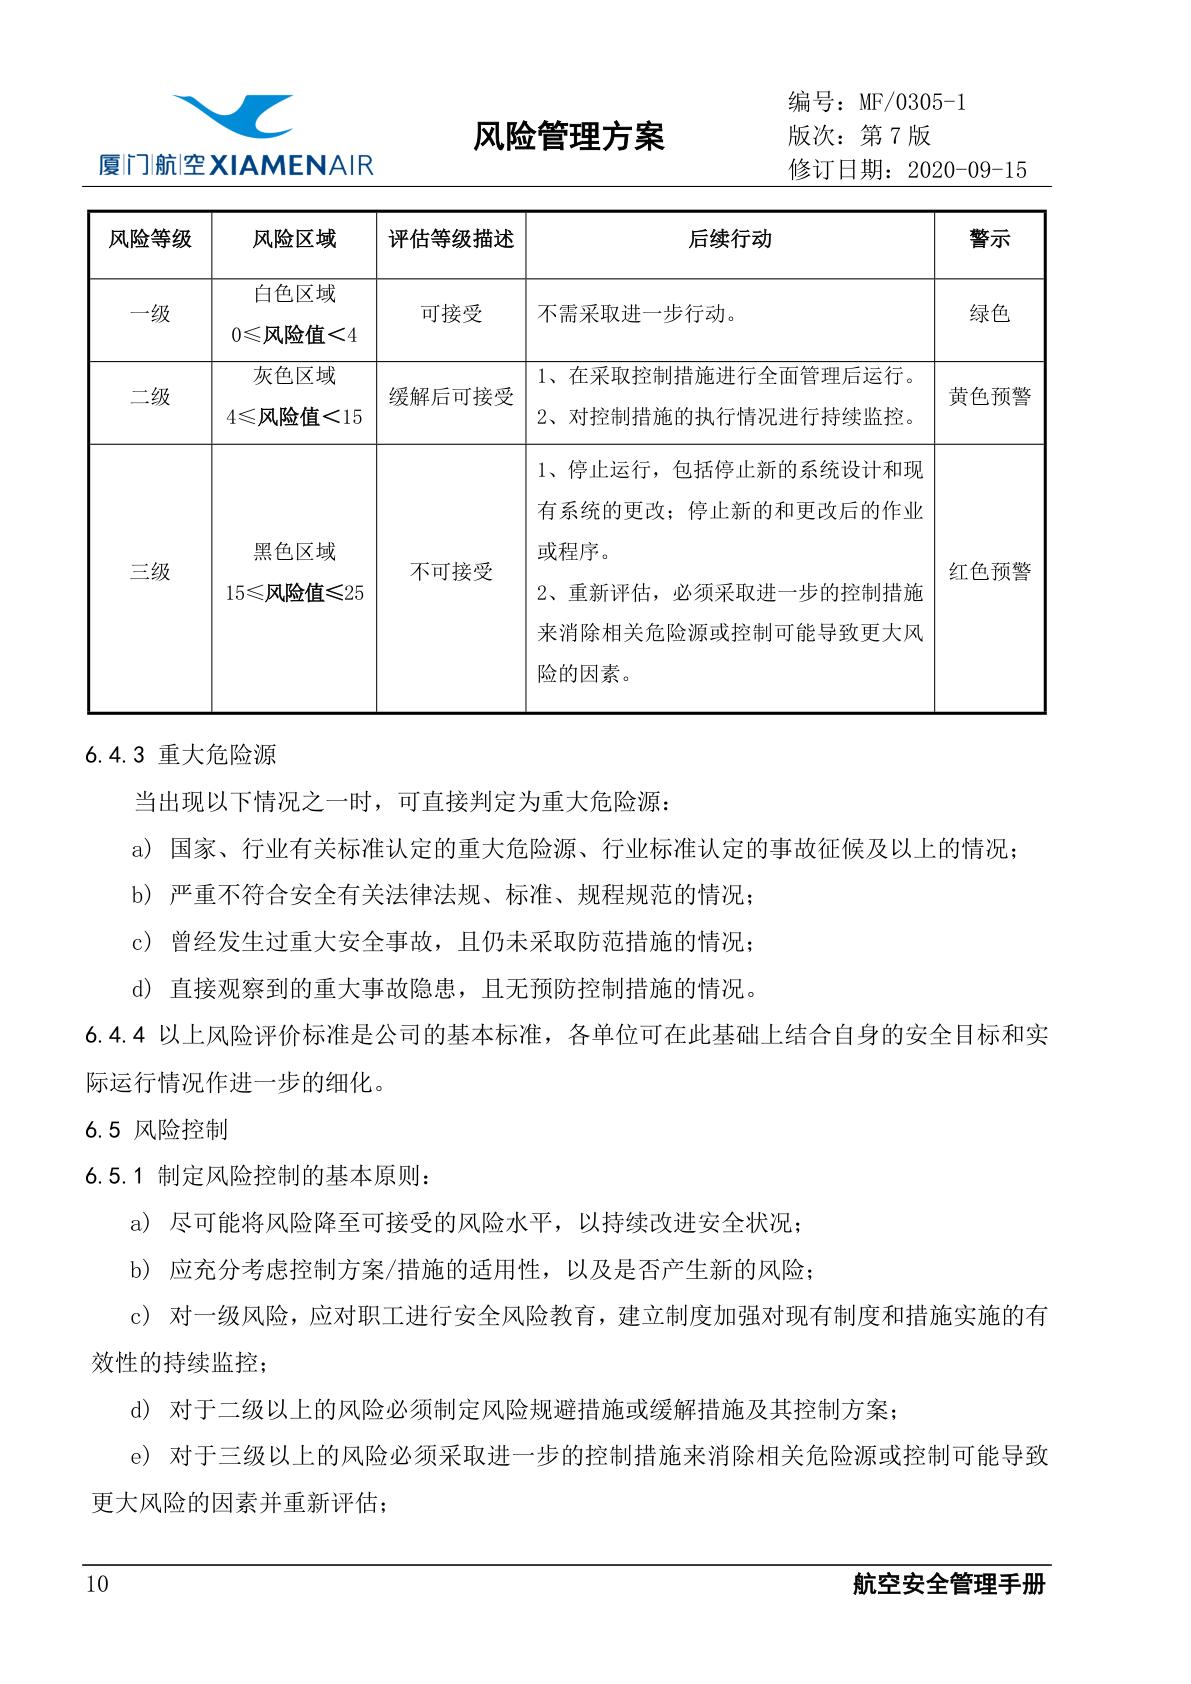 厦门航空 XIAMENAIR
风险管理方案
编号：MF/0305-1
版次：第 7 版
修订日期：2020-09-15
风险等级 风险区域 评估等级描述 后续行动 警示
一级
白色区域
0≤风险值＜4
可接受
不需采取进一步行动。
绿色
二级
灰色区域
4≤风险值＜15
缓解后可接受
1、在采取控制措施进行全面管理后运行。
2、对控制措施的执行情况进行持续监控。
黄色预警
三级
黑色区域
15≤风险值≤25
不可接受
1、停止运行，包括停止新的系统设计和现
有系统的更改；停止新的和更改后的作业
或程序。
2、重新评估，必须采取进一步的控制措施
来消除相关危险源或控制可能导致更大风
险的因素。
红色预警
6.4.3 重大危险源
当出现以下情况之一时，可直接判定为重大危险源：
a) 国家、行业有关标准认定的重大危险源、行业标准认定的事故征候及以上的情况；
b) 严重不符合安全有关法律法规、标准、规程规范的情况；
c) 曾经发生过重大安全事故，且仍未采取防范措施的情况；
d) 直接观察到的重大事故隐患，且无预防控制措施的情况。
6.4.4 以上风险评价标准是公司的基本标准，各单位可在此基础上结合自身的安全目标和实
际运行情况作进一步的细化。
6.5 风险控制
6.5.1 制定风险控制的基本原则：
a) 尽可能将风险降至可接受的风险水平，以持续改进安全状况；
b) 应充分考虑控制方案/措施的适用性，以及是否产生新的风险；
c) 对一级风险，应对职工进行安全风险教育，建立制度加强对现有制度和措施实施的有
效性的持续监控；
d) 对于二级以上的风险必须制定风险规避措施或缓解措施及其控制方案；
e) 对于三级以上的风险必须采取进一步的控制措施来消除相关危险源或控制可能导致
更大风险的因素并重新评估；
10
航空安全管理手册